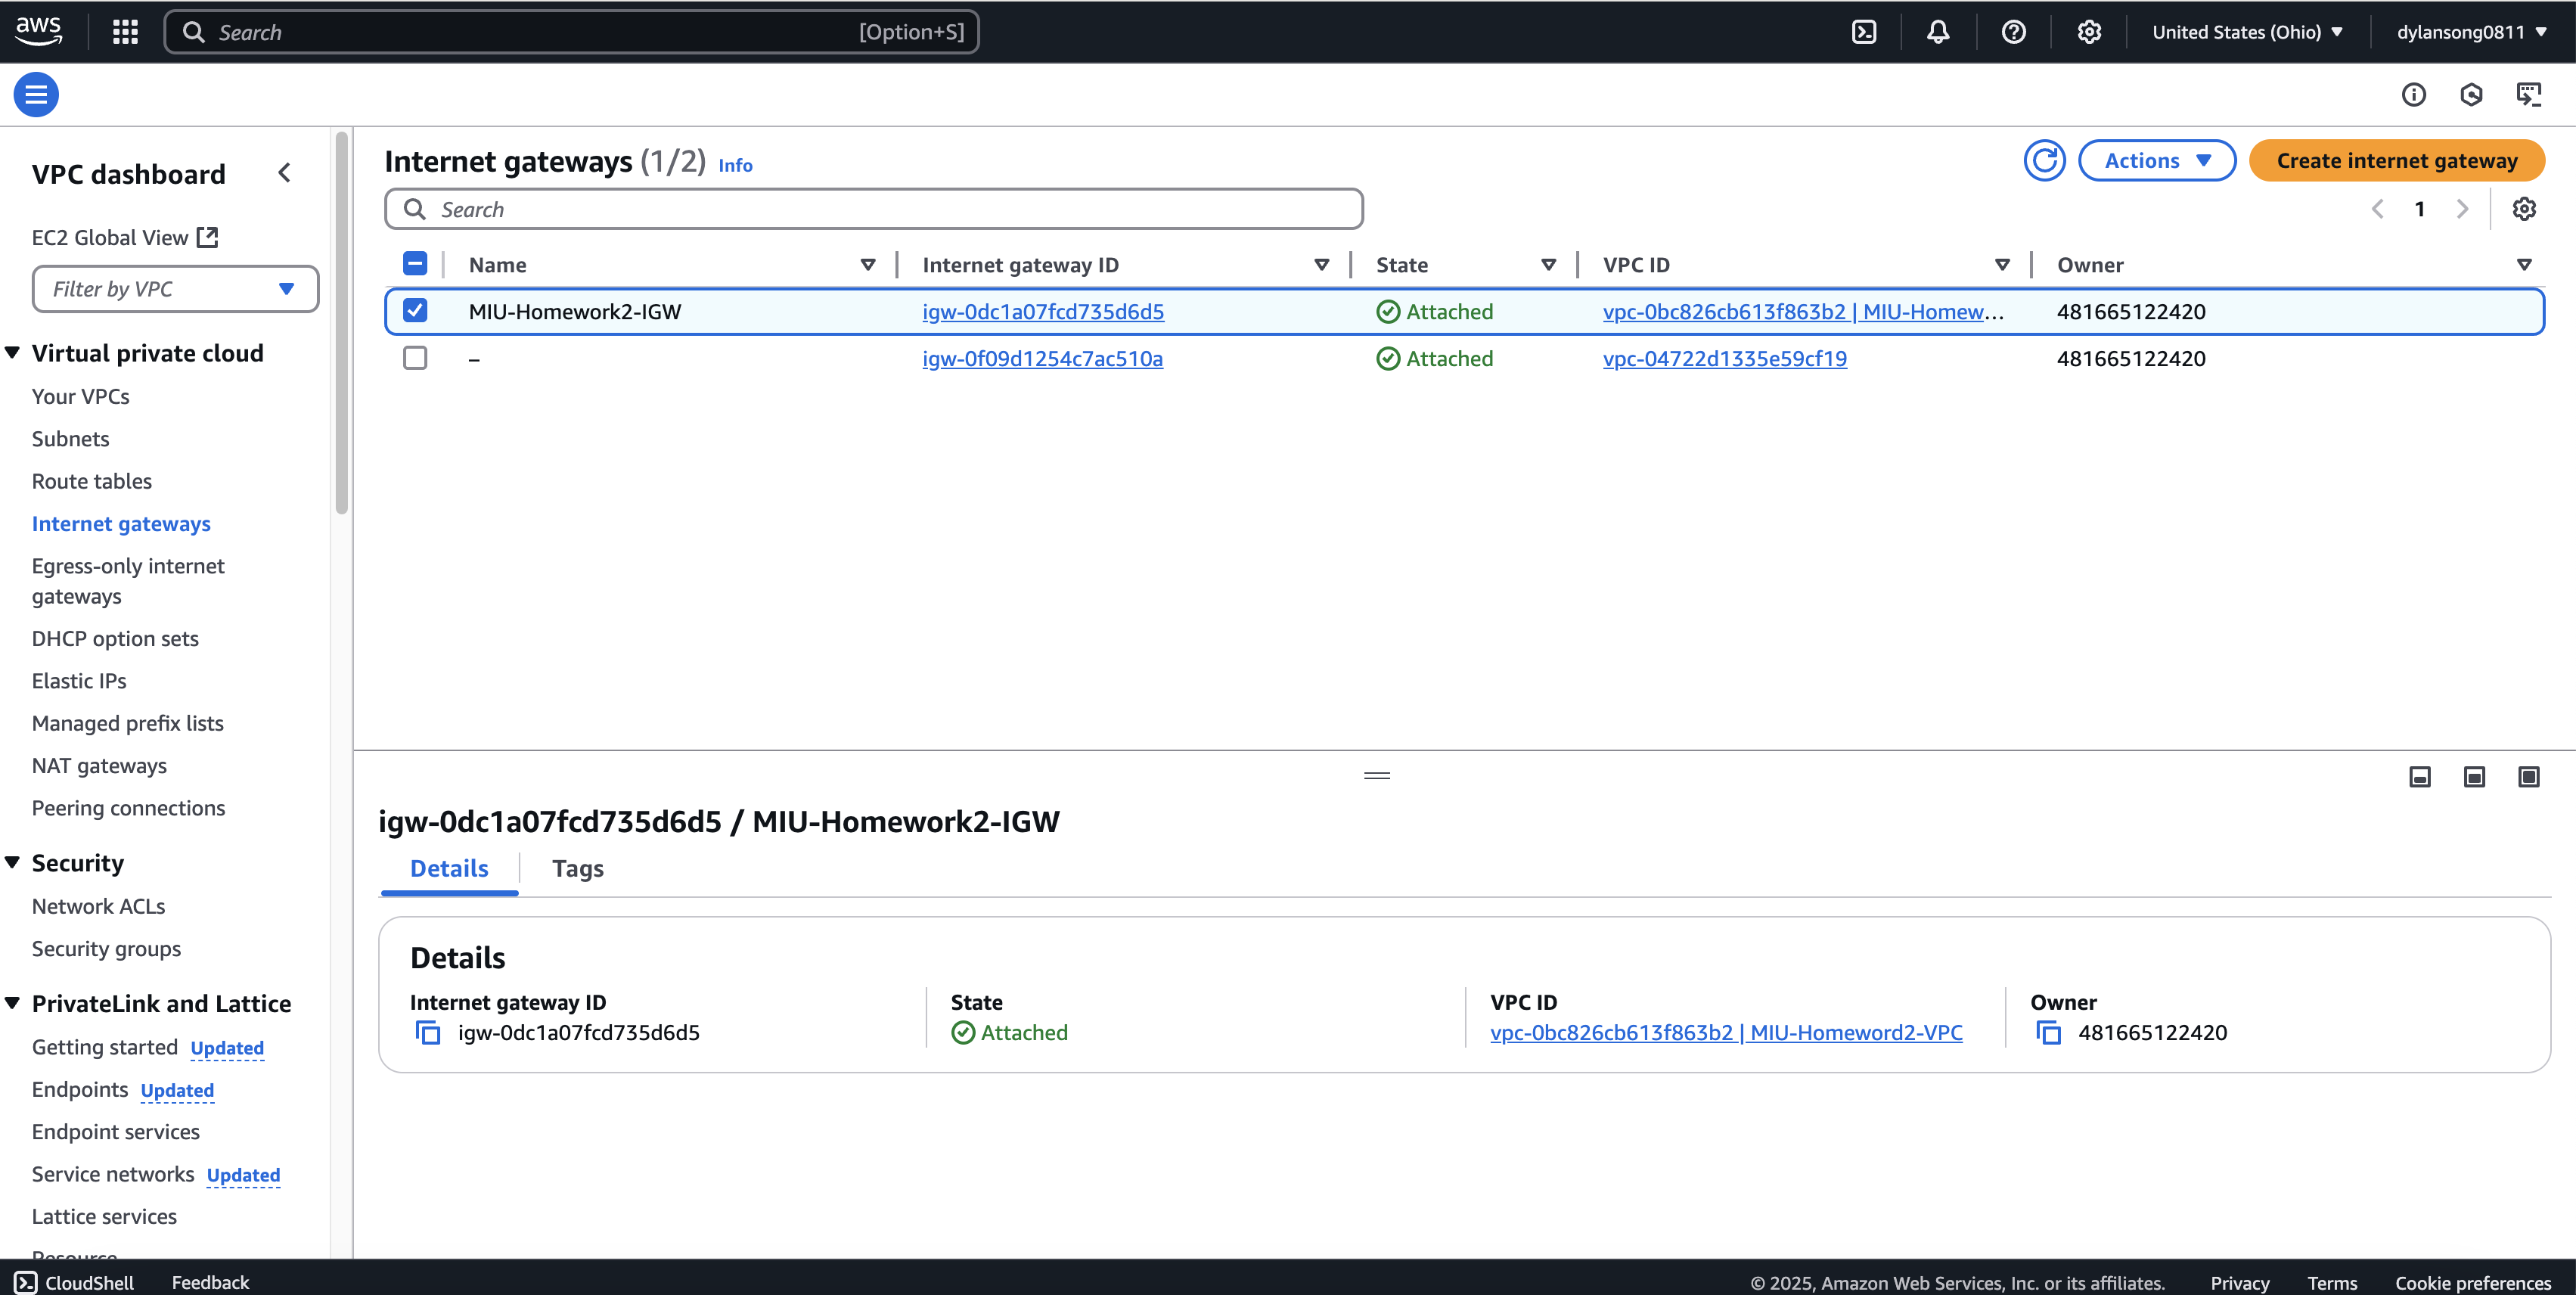 aws
Search [Option+S]
United States (Ohio)
dylansong0811
VPC dashboard
EC2 Global View
Filter by VPC
Virtual private cloud
Your VPCs
Subnets
Route tables
Internet gateways
Egress-only internet
gateways
DHCP option sets
Elastic IPs
Managed prefix lists
NAT gateways
Peering connections
Security
Network ACLs
Security groups
PrivateLink and Lattice
Getting started Updated
Endpoints Updated
Endpoint services
Service networks Updated
Lattice services
Resource
Internet gateways (1/2) Info
Actions
Create internet gateway
Search
1
Name Internet gateway ID State VPC ID Owner
MIU-Homework2-IGW igw-0dc1a07fcd735d6d5 Attached vpc-0bc826cb613f863b2 | MIU-Homew... 481665122420
– igw-0f09d1254c7ac510a Attached vpc-04722d1335e59cf19 481665122420
igw-0dc1a07fcd735d6d5 / MIU-Homework2-IGW
Details Tags
Details
Internet gateway ID State VPC ID Owner
igw-0dc1a07fcd735d6d5 Attached vpc-0bc826cb613f863b2 | MIU-Homeword2-VPC 481665122420
CloudShell Feedback © 2025, Amazon Web Services, Inc. or its affiliates. Privacy Terms Cookie preferences